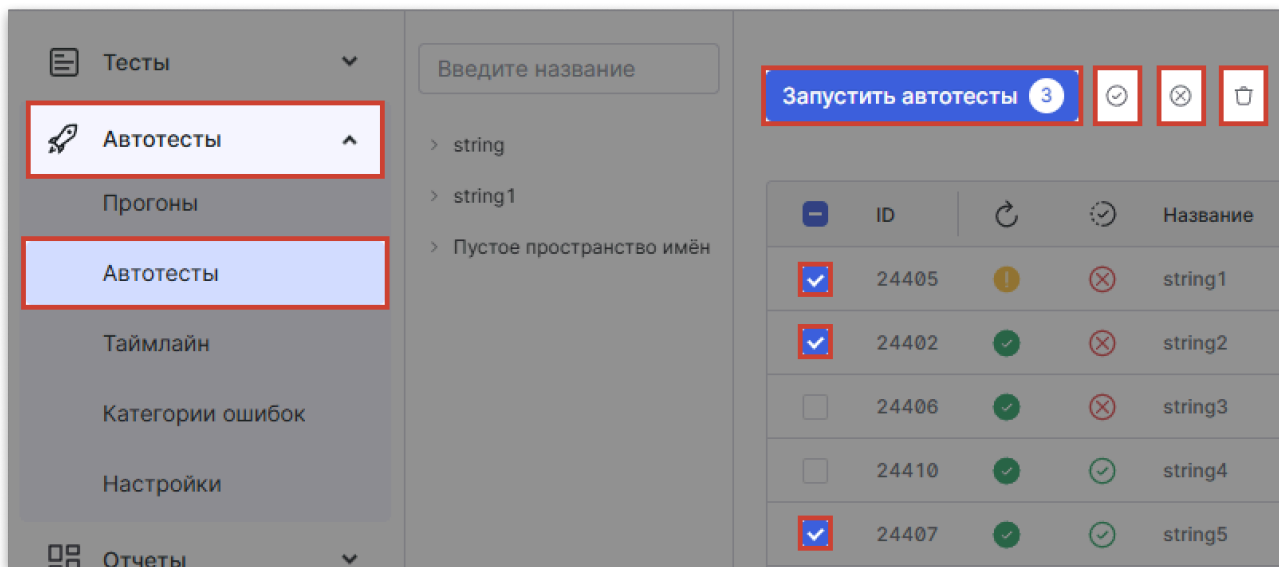 Тесты
Автотесты
Прогоны
Автотесты
Таймлайн
Категории ошибок
Настройки
Отчеты
Введите название
string
string1
Пустое пространство имён
Запустить автотесты 3
ID Название
24405 string1
24402 string2
24406 string3
24410 string4
24407 string5